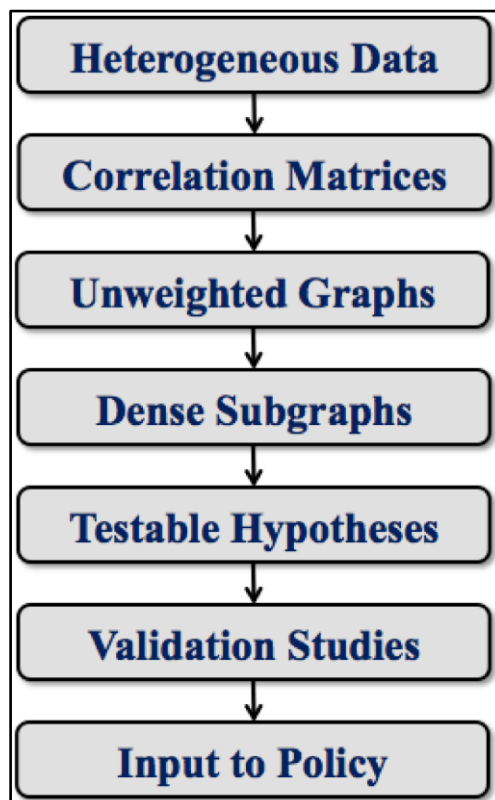 Heterogeneous Data
Correlation Matrices
Unweighted Graphs
Dense Subgraphs
Testable Hypotheses
Validation Studies
Input to Policy